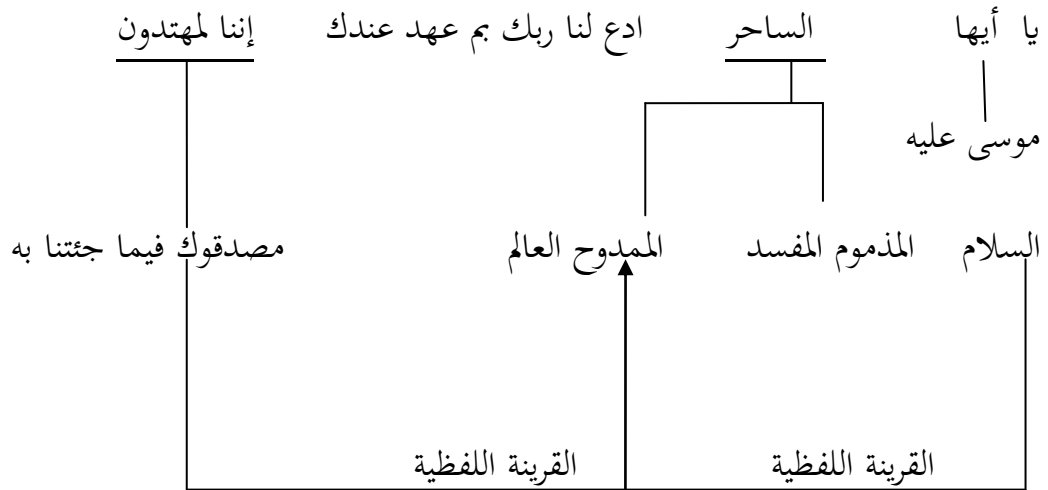 يا أيها الساحر ادع لنا ربك بم عهد عندك إننا لمهتدون
موسى عليه
السلام المذموم المفسد الممدوح العالم مصدقوك فيما جئتنا به
القرينة اللفظية القرينة اللفظية